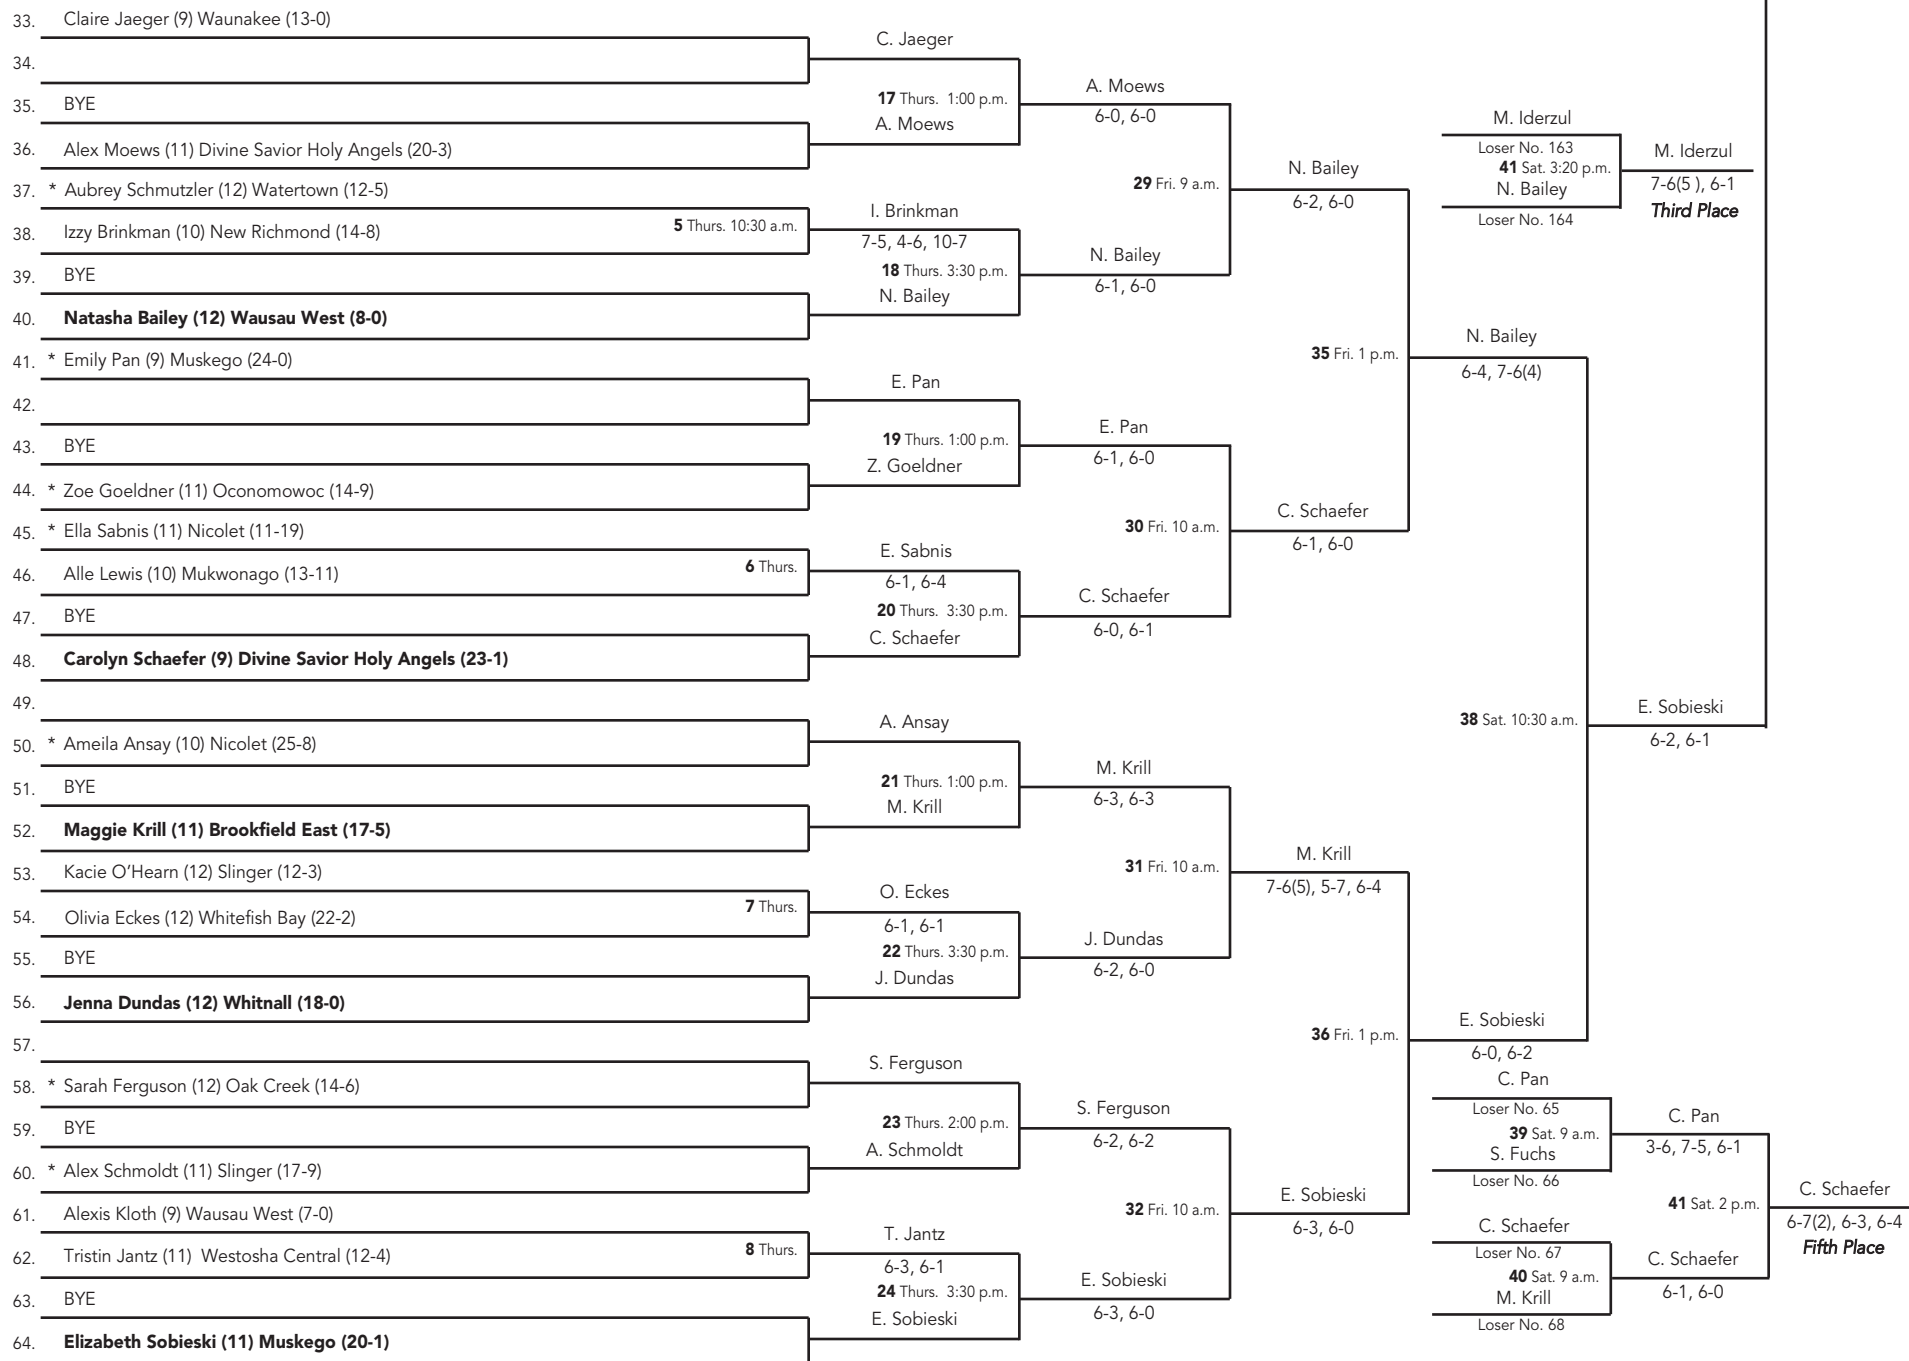 33. Claire Jaeger (9) Waunakee (13-0)
34.
35. BYE
36. Alex Moews (11) Divine Savior Holy Angels (20-3)
37. * Aubrey Schmutzler (12) Watertown (12-5)
38. Izzy Brinkman (10) New Richmond (14-8)
5 Thurs. 10:30 a.m.
39. BYE
40. Natasha Bailey (12) Wausau West (8-0)
41. * Emily Pan (9) Muskego (24-0)
42.
43. BYE
44. * Zoe Goeldner (11) Oconomowoc (14-9)
45. * Ella Sabnis (11) Nicolet (11-19)
46. Alle Lewis (10) Mukwonago (13-11)
6 Thurs.
47. BYE
48. Carolyn Schaefer (9) Divine Savior Holy Angels (23-1)
49.
50. * Ameila Ansay (10) Nicolet (25-8)
51. BYE
52. Maggie Krill (11) Brookfield East (17-5)
53. Kacie O'Hearn (12) Slinger (12-3)
54. Olivia Eckes (12) Whitefish Bay (22-2)
7 Thurs.
55. BYE
56. Jenna Dundas (12) Whitnall (18-0)
57.
58. * Sarah Ferguson (12) Oak Creek (14-6)
59. BYE
60. * Alex Schmoldt (11) Slinger (17-9)
61. Alexis Kloth (9) Wausau West (7-0)
62. Tristin Jantz (11) Westosha Central (12-4)
8 Thurs.
63. BYE
64. Elizabeth Sobieski (11) Muskego (20-1)
C. Jaeger
17 Thurs. 1:00 p.m.
A. Moews
I. Brinkman
7-5, 4-6, 10-7
18 Thurs. 3:30 p.m.
N. Bailey
E. Pan
19 Thurs. 1:00 p.m.
Z. Goeldner
E. Sabnis
6-1, 6-4
20 Thurs. 3:30 p.m.
C. Schaefer
A. Ansay
21 Thurs. 1:00 p.m.
M. Krill
O. Eckes
6-1, 6-1
22 Thurs. 3:30 p.m.
J. Dundas
S. Ferguson
23 Thurs. 2:00 p.m.
A. Schmoldt
T. Jantz
6-3, 6-1
24 Thurs. 3:30 p.m.
E. Sobieski
A. Moews
6-0, 6-0
29 Fri. 9 a.m.
N. Bailey
6-1, 6-0
E. Pan
6-1, 6-0
30 Fri. 10 a.m.
C. Schaefer
6-0, 6-1
M. Krill
6-3, 6-3
31 Fri. 10 a.m.
J. Dundas
6-2, 6-0
S. Ferguson
6-2, 6-2
32 Fri. 10 a.m.
E. Sobieski
6-3, 6-0
N. Bailey
6-2, 6-0
35 Fri. 1 p.m.
C. Schaefer
6-1, 6-0
M. Krill
7-6(5), 5-7, 6-4
36 Fri. 1 p.m.
E. Sobieski
6-3, 6-0
N. Bailey
6-4, 7-6(4)
38 Sat. 10:30 a.m.
E. Sobieski
6-0, 6-2
E. Sobieski
6-2, 6-1
M. Iderzul
Loser No. 163
41 Sat. 3:20 p.m.
N. Bailey
Loser No. 164
M. Iderzul
7-6(5 ), 6-1
Third Place
C. Pan
Loser No. 65
39 Sat. 9 a.m.
S. Fuchs
Loser No. 66
C. Pan
3-6, 7-5, 6-1
41 Sat. 2 p.m.
C. Schaefer
Loser No. 67
40 Sat. 9 a.m.
M. Krill
Loser No. 68
C. Schaefer
6-1, 6-0
C. Schaefer
6-7(2), 6-3, 6-4
Fifth Place